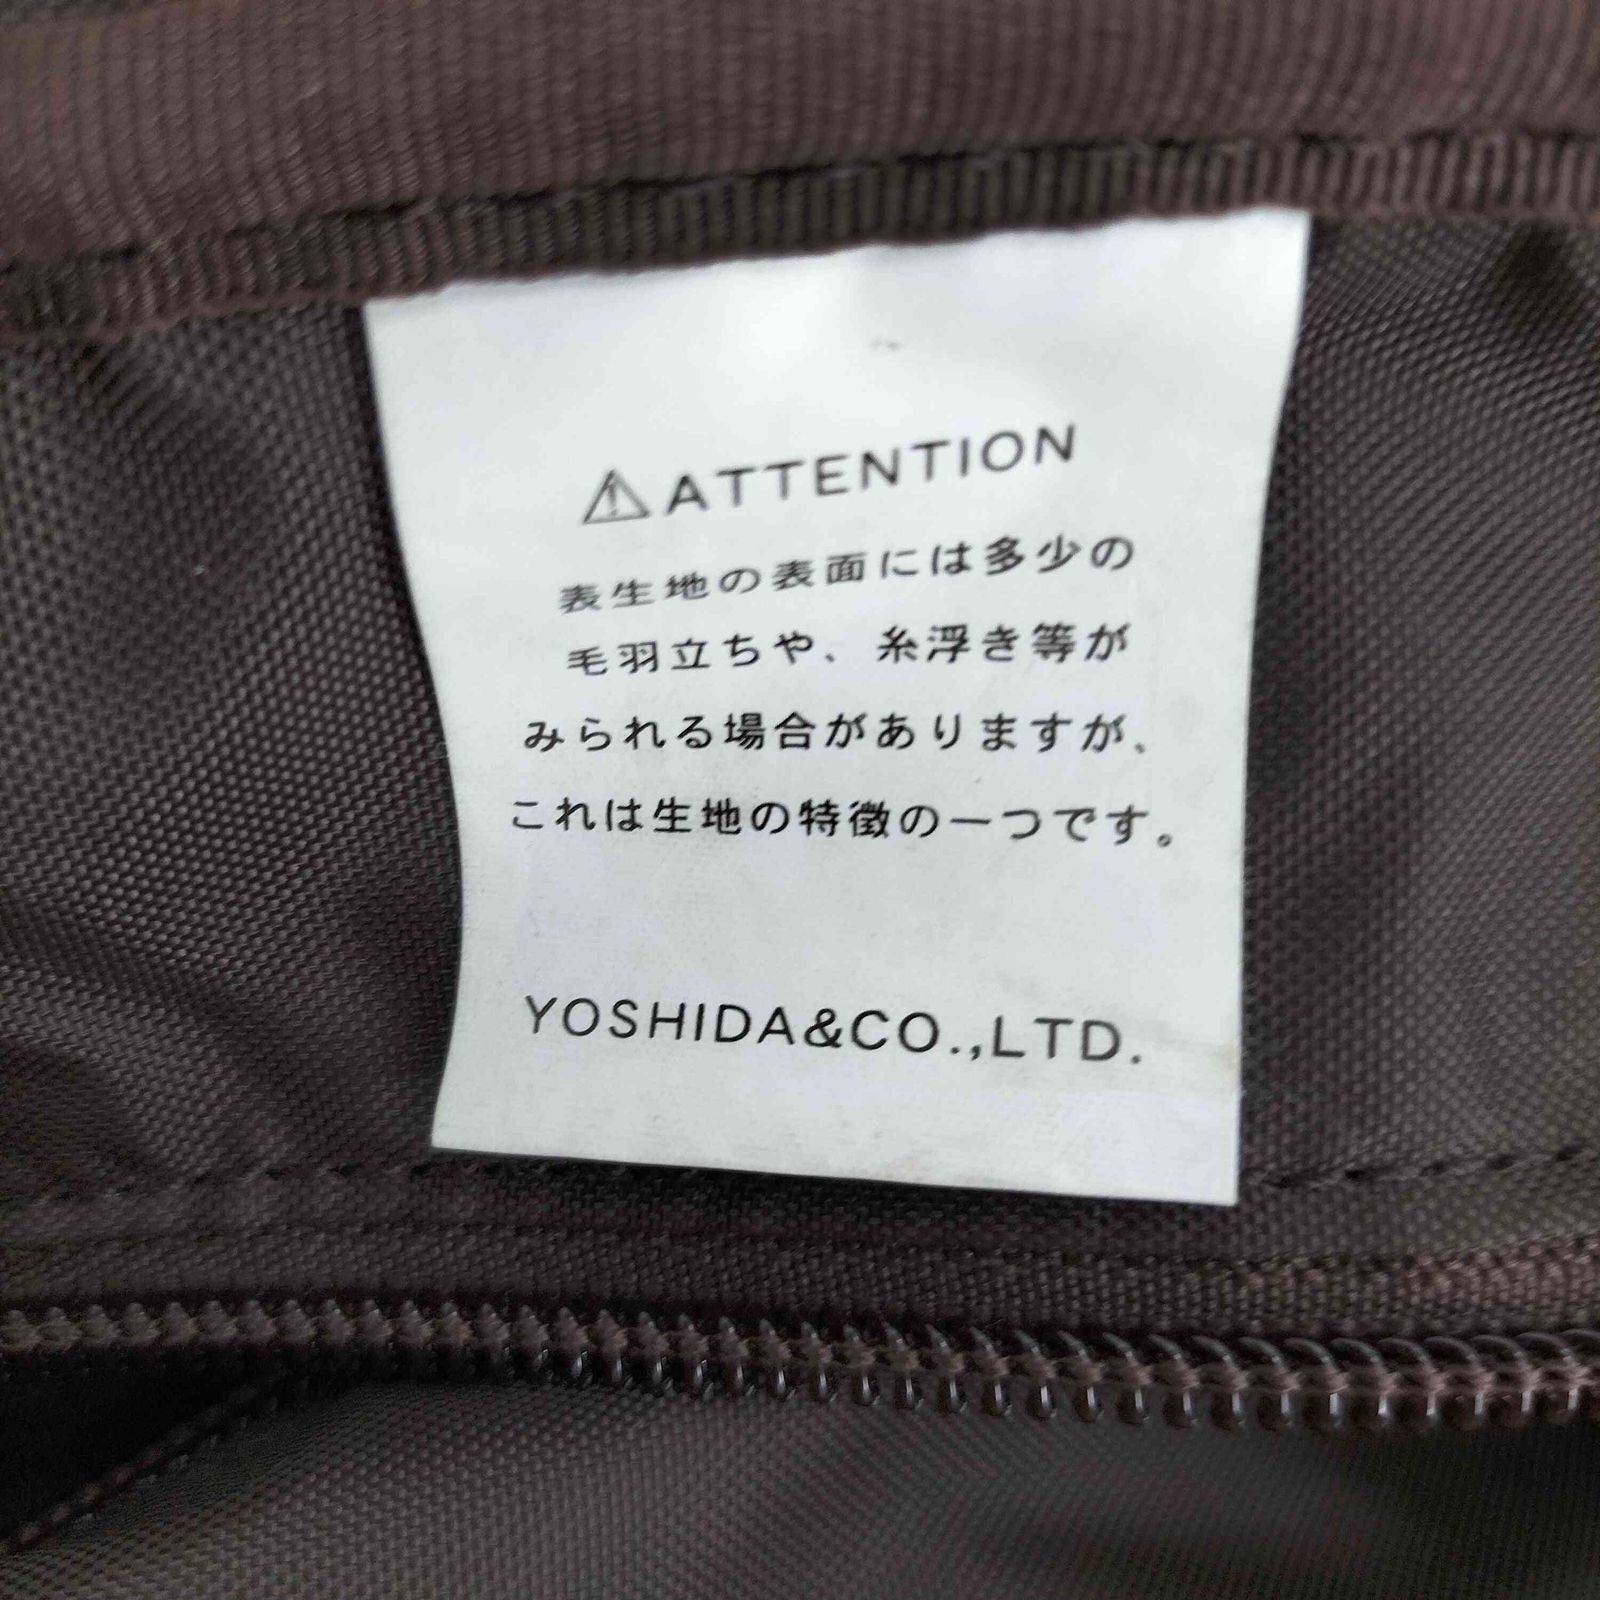 ⚠ATTENTION
表生地の表面には多少の
毛羽立ちや、糸浮き等が
みられる場合がありますが、
これは生地の特徴の一つです。
YOSHIDA&CO.,LTD.